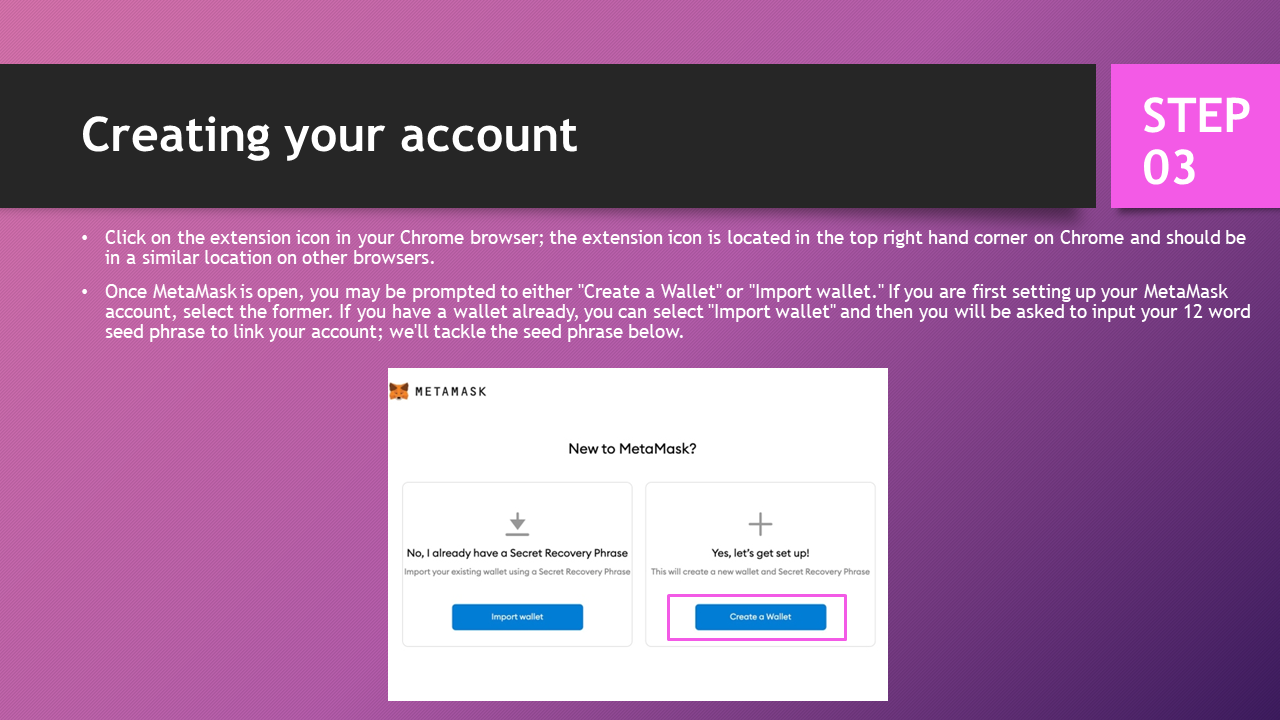 Creating your account
STEP
03
• Click on the extension icon in your Chrome browser; the extension icon is located in the top right hand corner on Chrome and should be
in a similar location on other browsers.
• Once MetaMask is open, you may be prompted to either "Create a Wallet" or "Import wallet." If you are first setting up your MetaMask
account, select the former. If you have a wallet already, you can select "Import wallet" and then you will be asked to input your 12 word
seed phrase to link your account; we'll tackle the seed phrase below.
METAMASK
New to MetaMask?
No, I already have a Secret Recovery Phrase
Import your existing wallet using a Secret Recovery Phrase
Import wallet
Yes, let's get set up!
This will create a new wallet and Secret Recovery Phrase
Create a Wallet